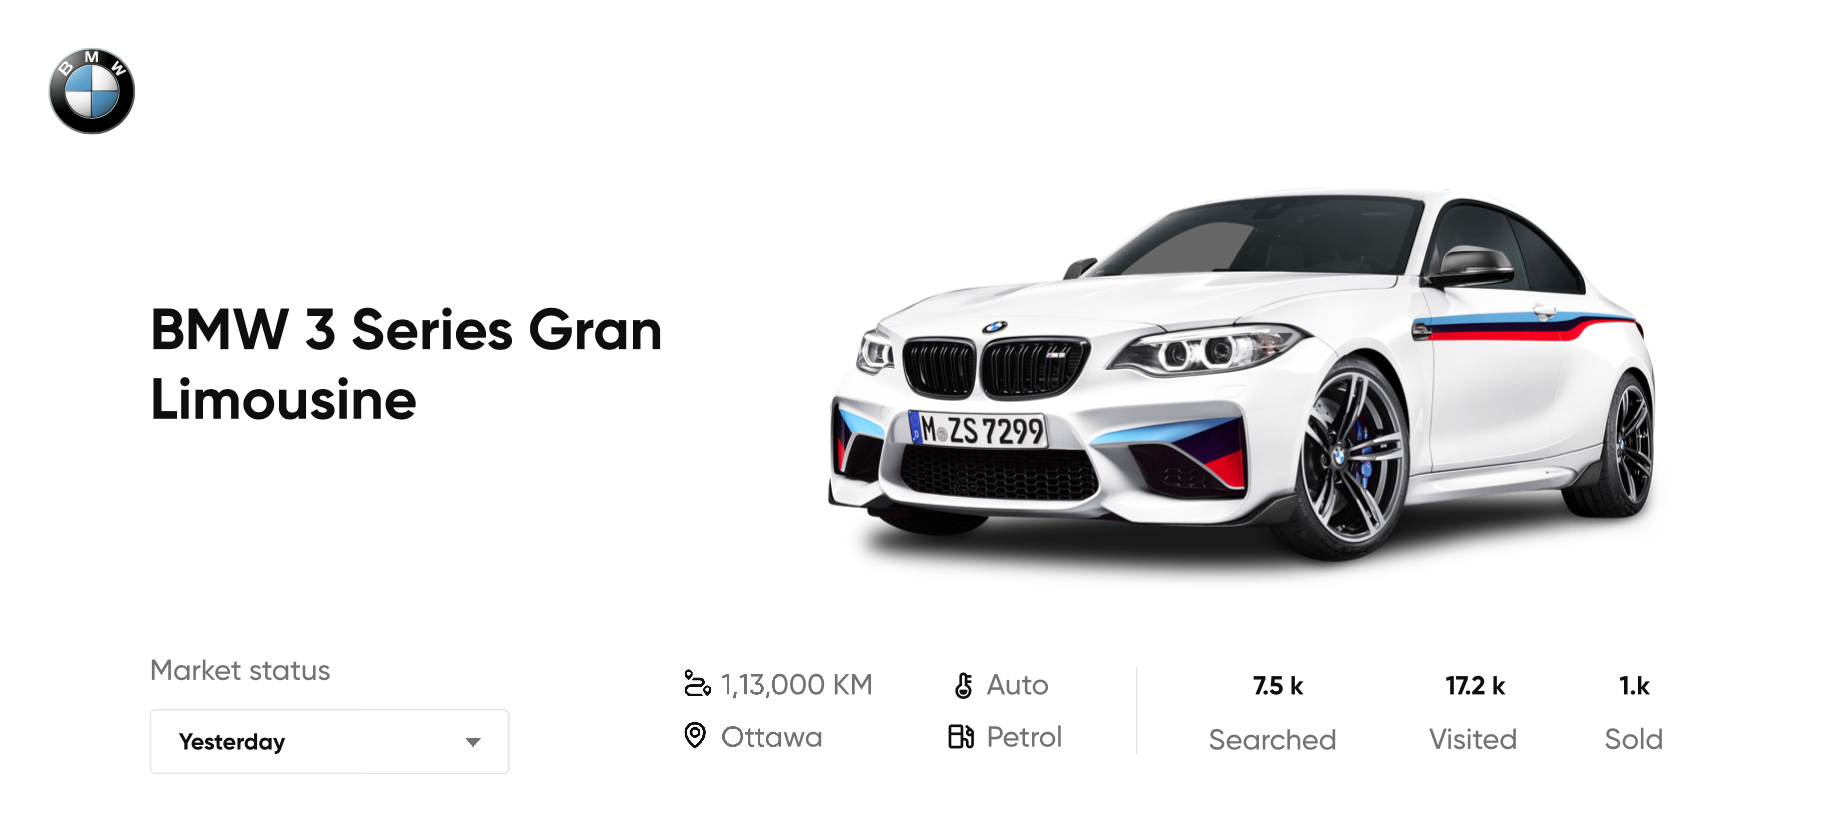 BMW
BMW 3 Series Gran
Limousine
M ZS 7299
D
Market status
Yesterday
1,13,000 KM
Auto
Ottawa
Petrol
7.5 k
17.2 k
1.k
Searched
Visited
Sold